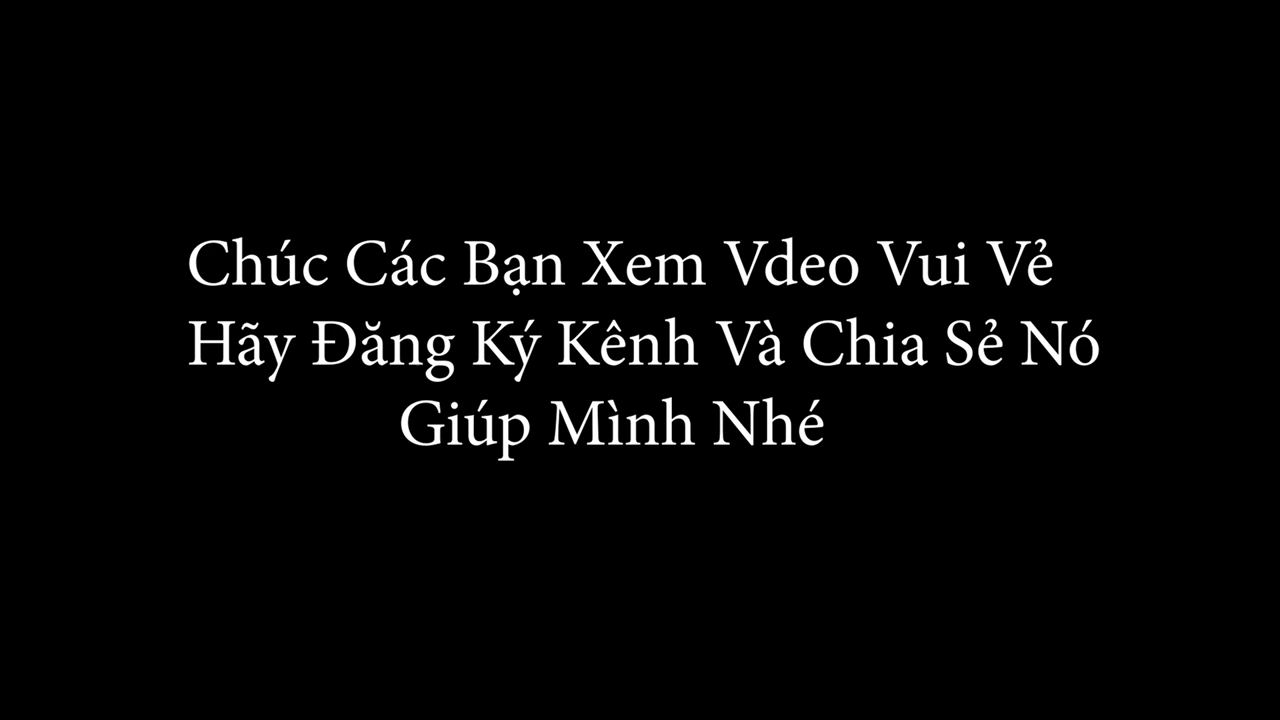 Chúc Các Bạn Xem Vdeo Vui Vẻ
Hãy Đăng Ký Kênh Và Chia Sẻ Nó
Giúp Mình Nhé